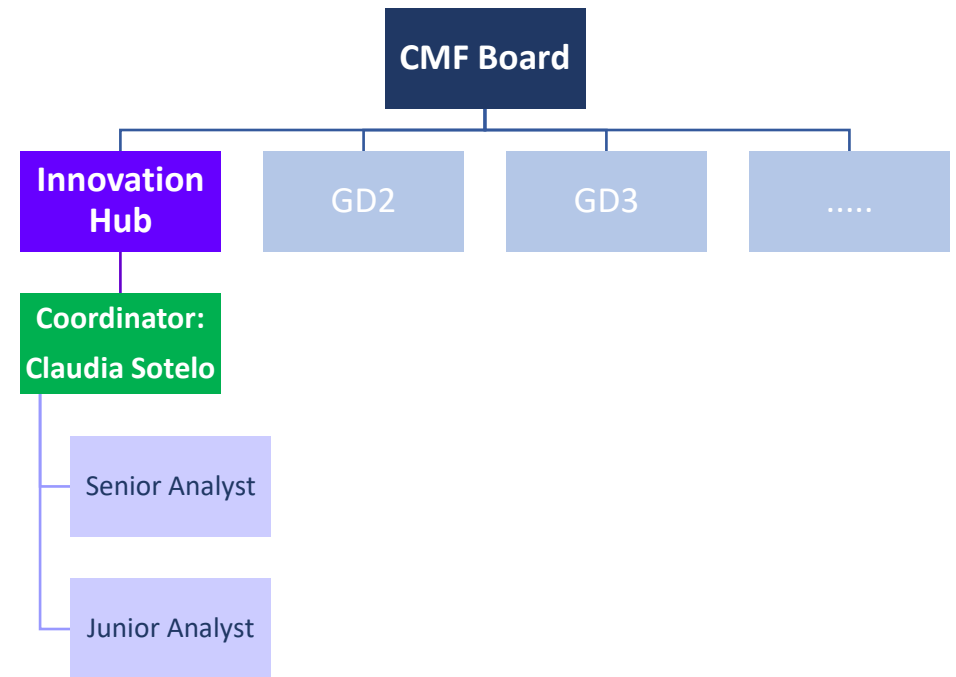 CMF Board
Innovation
Hub
GD2
GD3
.....
Coordinator:
Claudia Sotelo
Senior Analyst
Junior Analyst